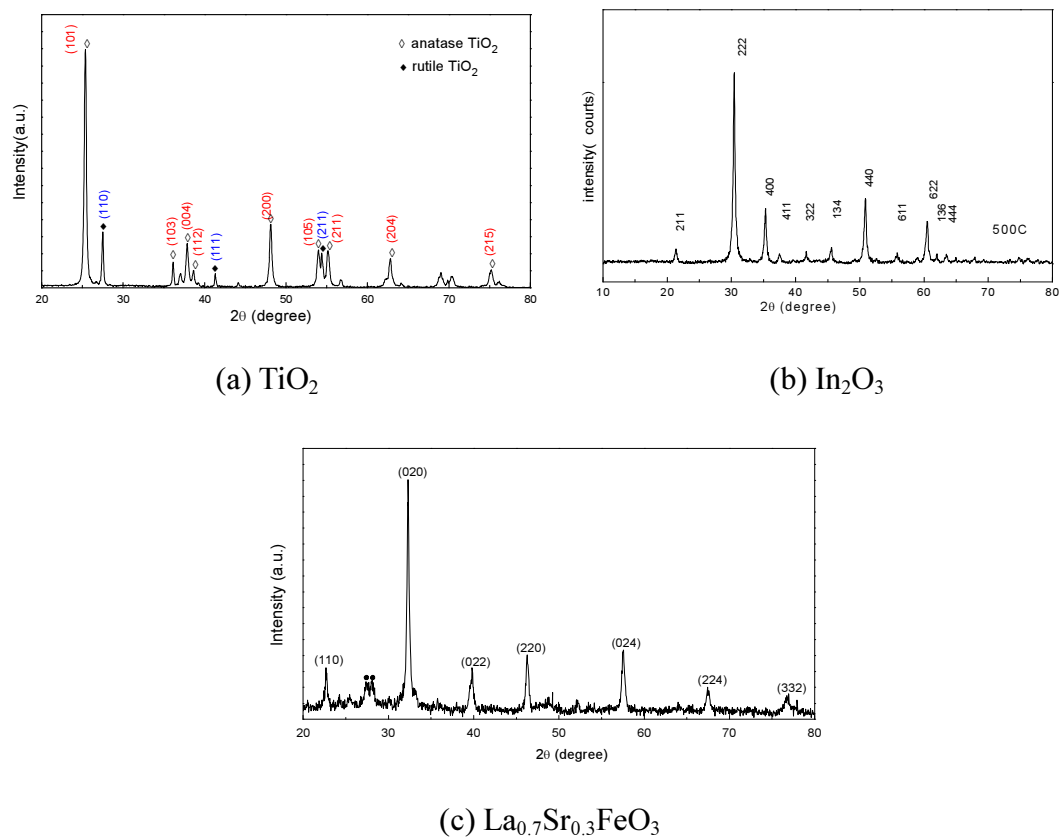 (101)
◊ anatase TiO₂
♦ rutile TiO₂
Intensity(a.u.)
(110)
(103)
(004)
(112)
(111)
(200)
(105)
(211)
(211)
(204)
(215)
20 30 40 50 60 70 80
2θ (degree)
(a) TiO₂
222
intensity( courts)
211
400
411
322
134
440
611
622
136
444
500C
10 20 30 40 50 60 70 80
2θ (degree)
(b) In₂O₃
(020)
Intensity (a.u.)
(110)
(022)
(220)
(024)
(224)
(332)
20 30 40 50 60 70 80
2θ (degree)
(c) La₀.₇Sr₀.₃FeO₃